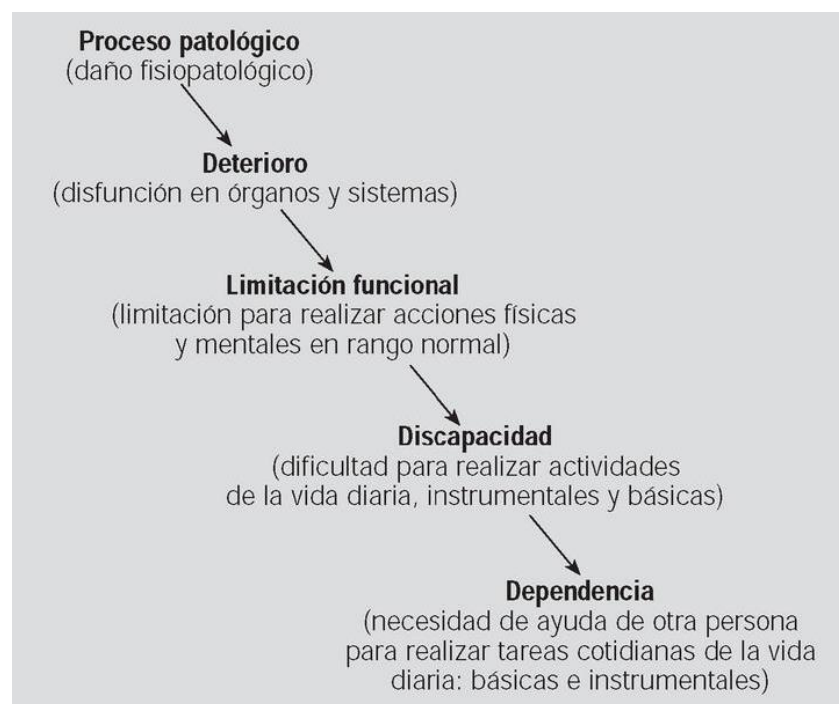 Proceso patológico
(daño fisiopatológico)
Deterioro
(disfunción en órganos y sistemas)
Limitación funcional
(limitación para realizar acciones físicas
y mentales en rango normal)
Discapacidad
(dificultad para realizar actividades
de la vida diaria, instrumentales y básicas)
Dependencia
(necesidad de ayuda de otra persona
para realizar tareas cotidianas de la vida
diaria: básicas e instrumentales)